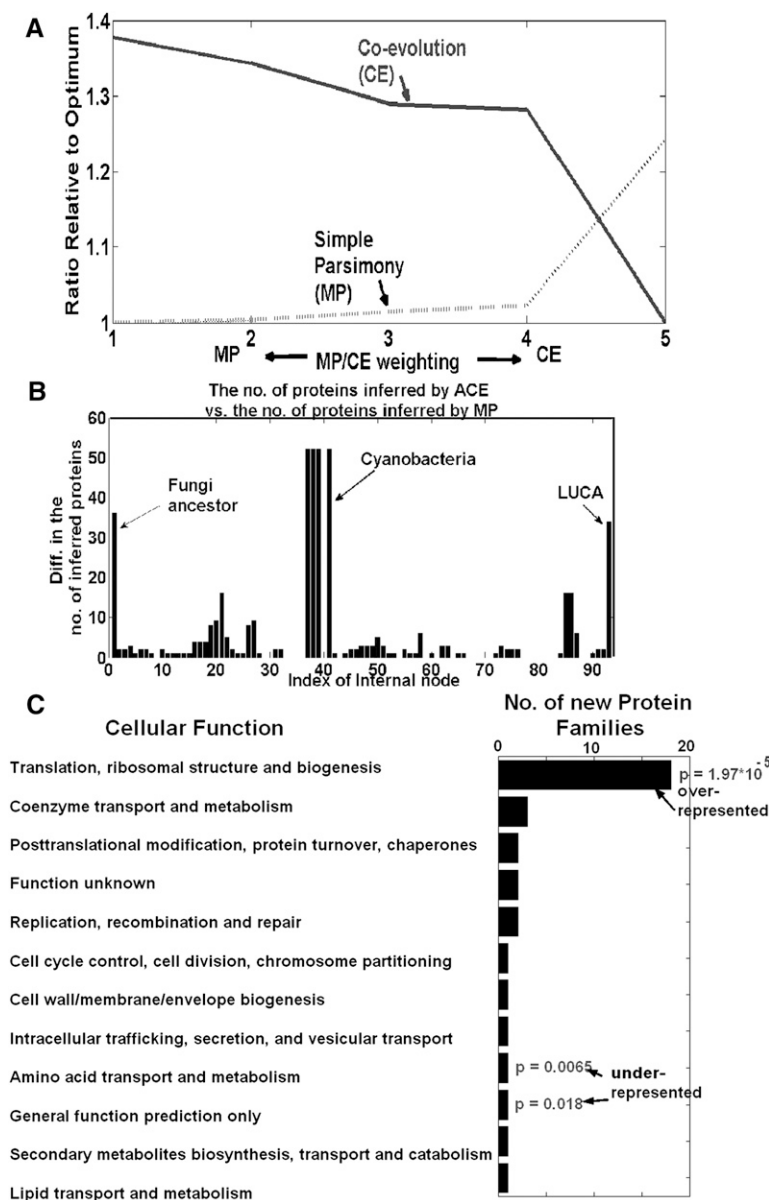 A
Ratio Relative to Optimum
1.4
1.3
1.2
1.1
1
Co-evolution
(CE)
Simple
Parsimony
(MP)
1 2 3 4 5
MP MP/CE weighting CE
B
The no. of proteins inferred by ACE
vs. the no. of proteins inferred by MP
Diff. in the
no. of inferred proteins
60
50
40
30
20
10
0
Fungi
ancestor
Cyanobacteria
LUCA
0 10 20 30 40 50 60 70 80 90
Index of Internal node
C
Cellular Function
No. of new Protein
Families
0 10 20
Translation, ribosomal structure and biogenesis
p = 1.97*10-5
over-
represented
Coenzyme transport and metabolism
Posttranslational modification, protein turnover, chaperones
Function unknown
Replication, recombination and repair
Cell cycle control, cell division, chromosome partitioning
Cell wall/membrane/envelope biogenesis
Intracellular trafficking, secretion, and vesicular transport
Amino acid transport and metabolism
p = 0.0065
under-
represented
General function prediction only
p = 0.018
Secondary metabolites biosynthesis, transport and catabolism
Lipid transport and metabolism